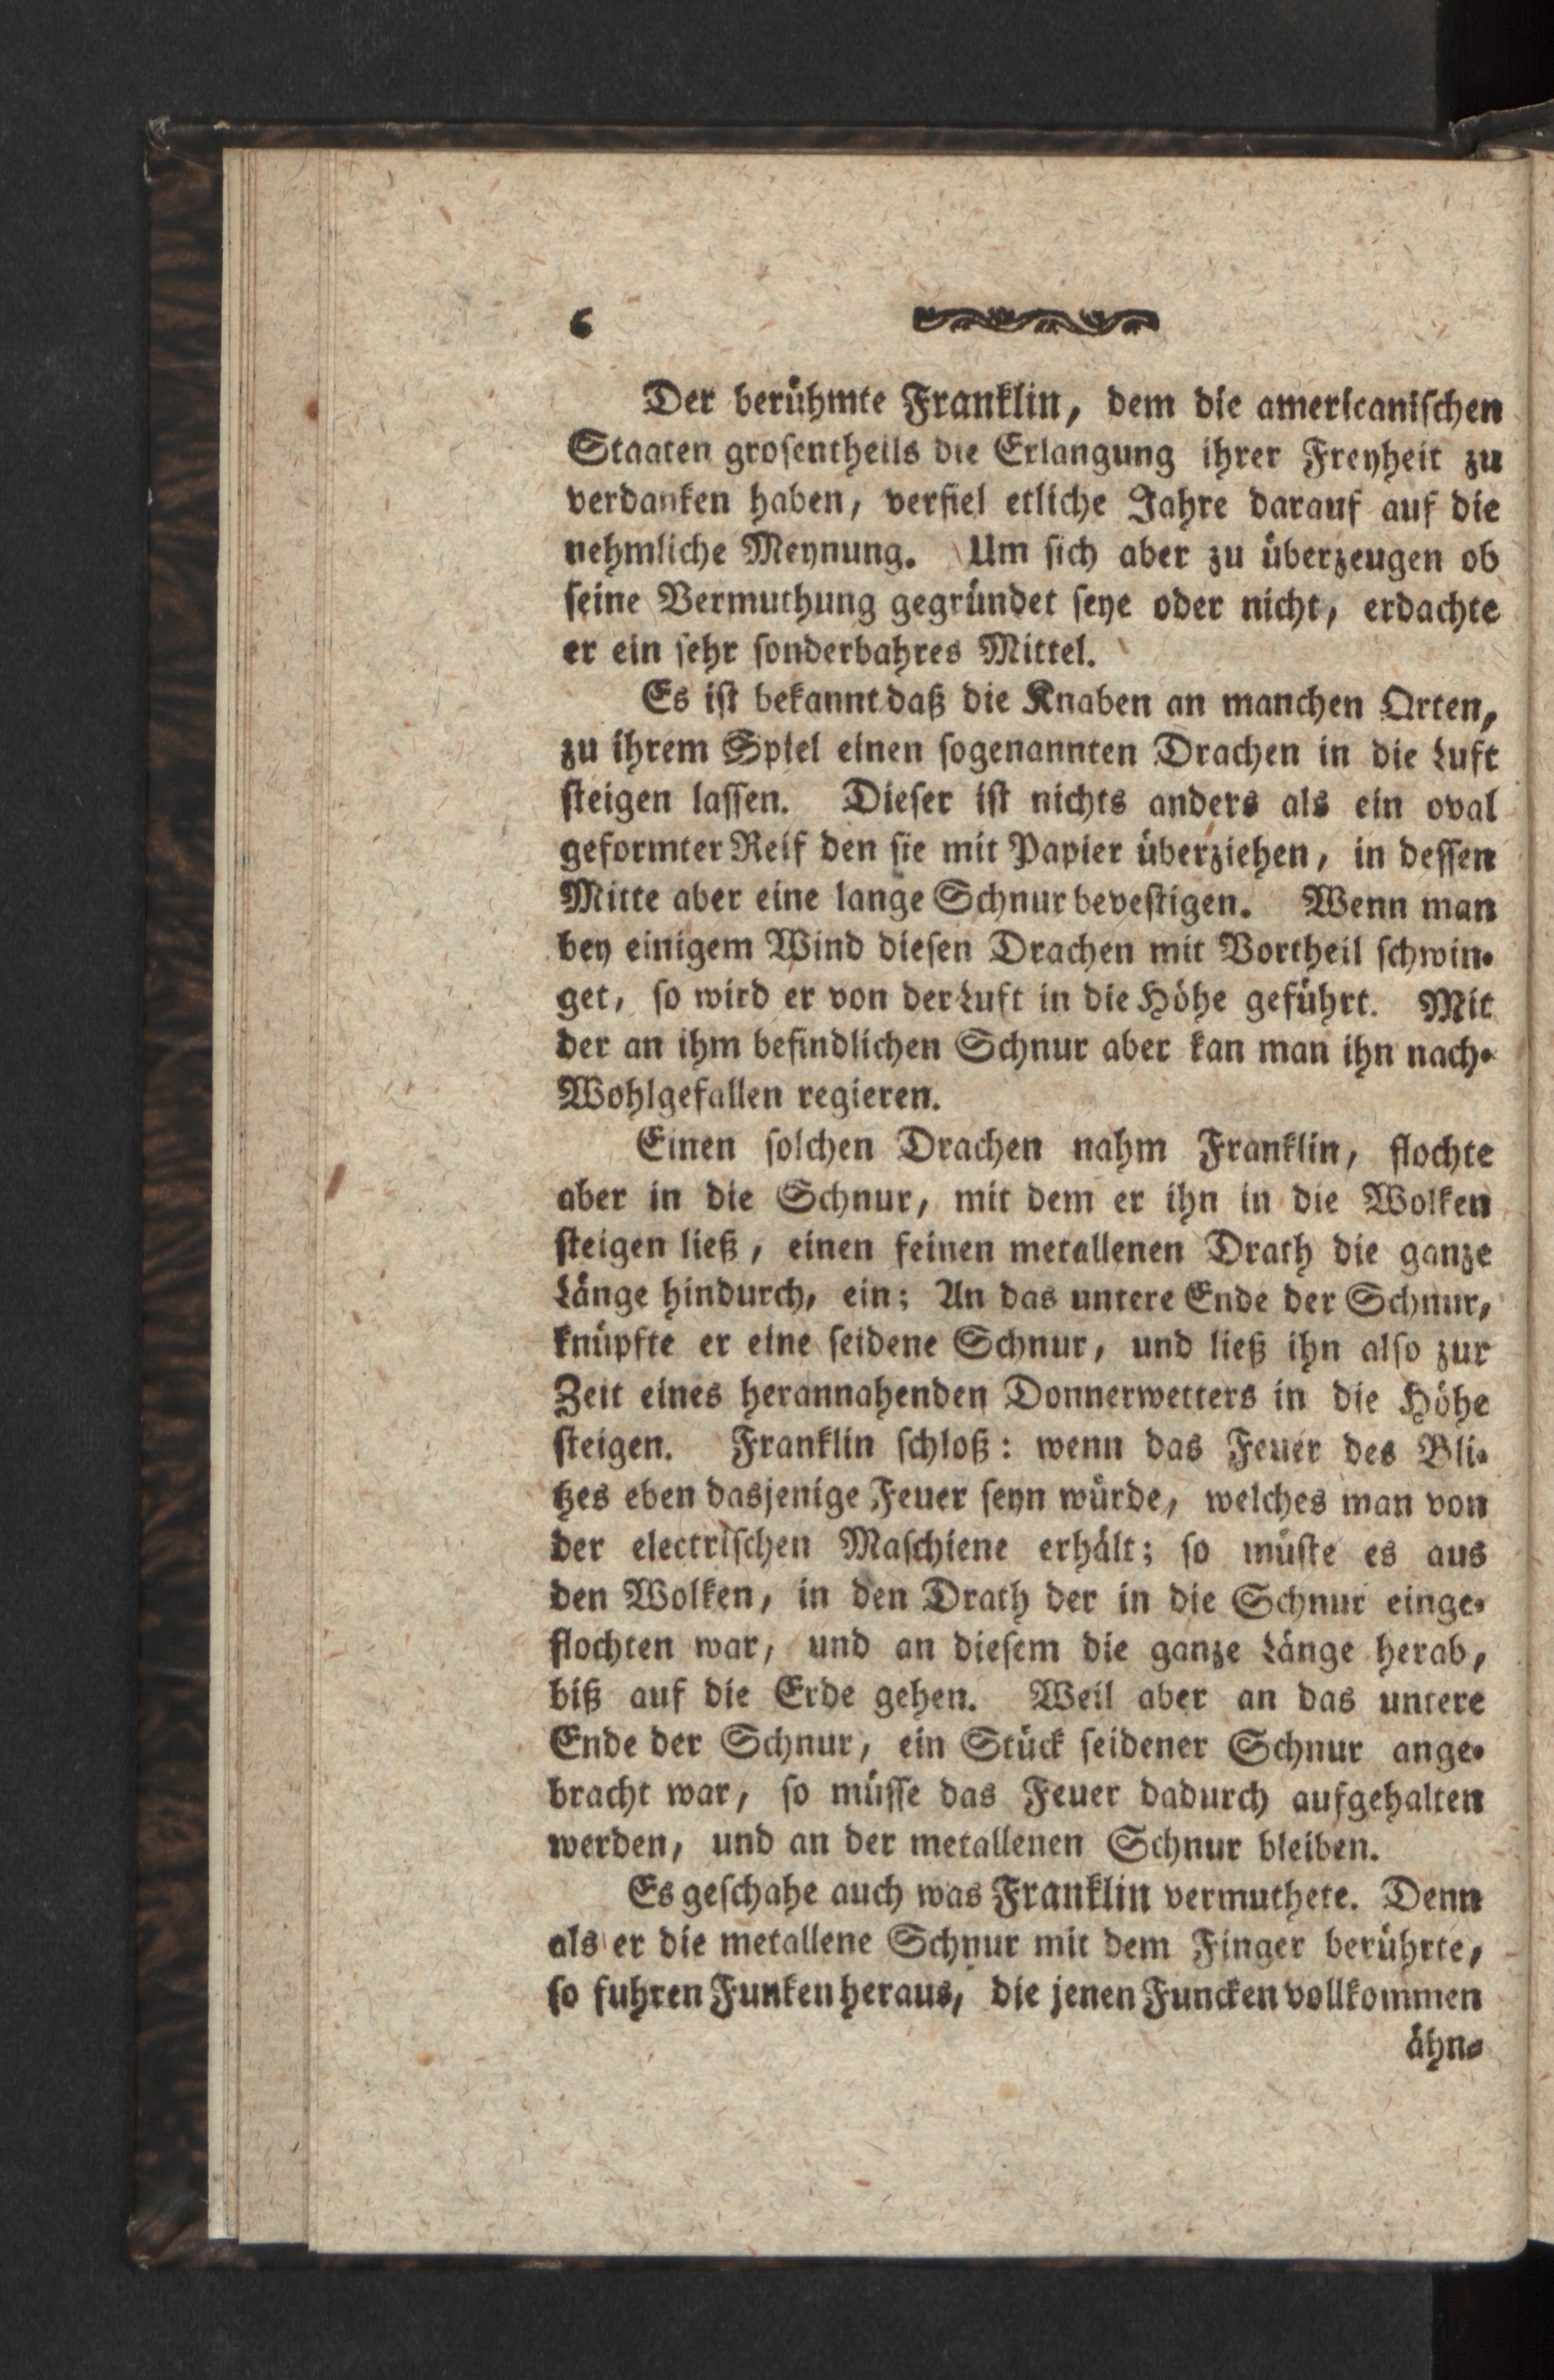 6
Der berühmte Franklin, dem die americanischen
Staaten grosentheils die Erlangung ihrer Freyheit zu
verdanken haben, verfiel etliche Jahre darauf auf die
nehmliche Meynung. Um sich aber zu überzeugen ob
seine Vermuthung gegründet seye oder nicht, erdachte
er ein sehr sonderbahres Mittel.
Es ist bekannt daß die Knaben an manchen Orten,
zu ihrem Spiel einen sogenannten Drachen in die Luft
steigen lassen. Dieser ist nichts anders als ein oval
geformter Reif den sie mit Papier überziehen, in dessen
Mitte aber eine lange Schnur bevestigen. Wenn man
bey einigem Wind diesen Drachen mit Vortheil schwin-
get, so wird er von der Luft in die Höhe geführt. Mit
der an ihm befindlichen Schnur aber kan man ihn nach-
Wohlgefallen regieren.
Einen solchen Drachen nahm Franklin, flochte
aber in die Schnur, mit dem er ihn in die Wolken
steigen ließ, einen feinen metallenen Drath die ganze
Länge hindurch, ein; An das untere Ende der Schnur,
knüpfte er eine seidene Schnur, und ließ ihn also zur
Zeit eines herannahenden Donnerwetters in die Höhe
steigen. Franklin schloß: wenn das Feuer des Bli-
tzes eben dasjenige Feuer seyn würde, welches man von
der electrischen Maschiene erhält; so müste es aus
den Wolken, in den Drath der in die Schnur einge-
flochten war, und an diesem die ganze Länge herab,
biß auf die Erde gehen. Weil aber an das untere
Ende der Schnur, ein Stück seidener Schnur ange-
bracht war, so müsse das Feuer dadurch aufgehalten
werden, und an der metallenen Schnur bleiben.
Es geschahe auch was Franklin vermuthete. Denn
als er die metallene Schnur mit dem Finger berührte,
so fuhren Funken heraus, die jenen Funcken vollkommen
ähn-